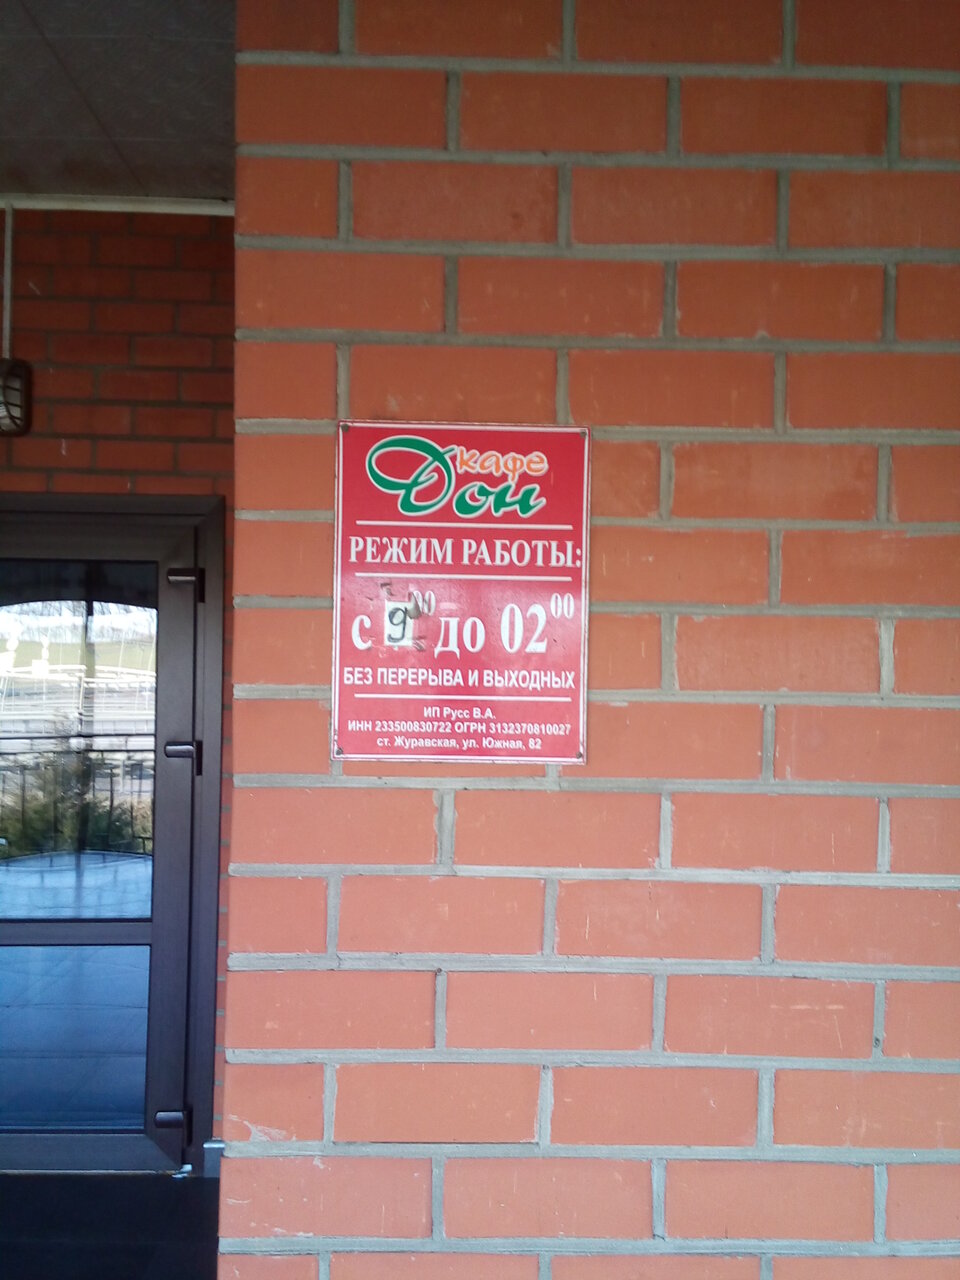 кафе
Дон
РЕЖИМ РАБОТЫ:
с 9 00 до 02 00
БЕЗ ПЕРЕРЫВА И ВЫХОДНЫХ
ИП Русс В.А.
ИНН 233500830722 ОГРН 3132370810027
ст. Журавская, ул. Южная, 82